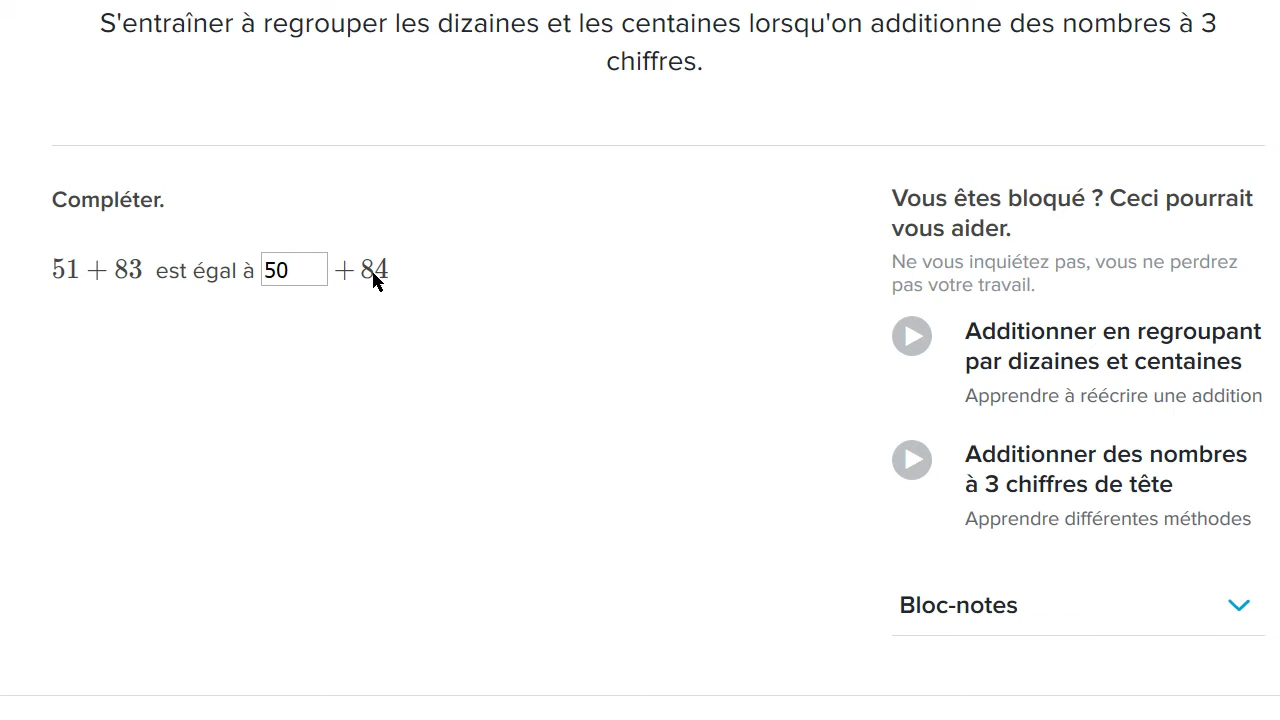 S'entraîner à regrouper les dizaines et les centaines lorsqu'on additionne des nombres à 3
chiffres.
Compléter.
51 + 83 est égal à 50 + 84
Vous êtes bloqué ? Ceci pourrait
vous aider.
Ne vous inquiétez pas, vous ne perdrez
pas votre travail.
Additionner en regroupant
par dizaines et centaines
Apprendre à réécrire une addition
Additionner des nombres
à 3 chiffres de tête
Apprendre différentes méthodes
Bloc-notes